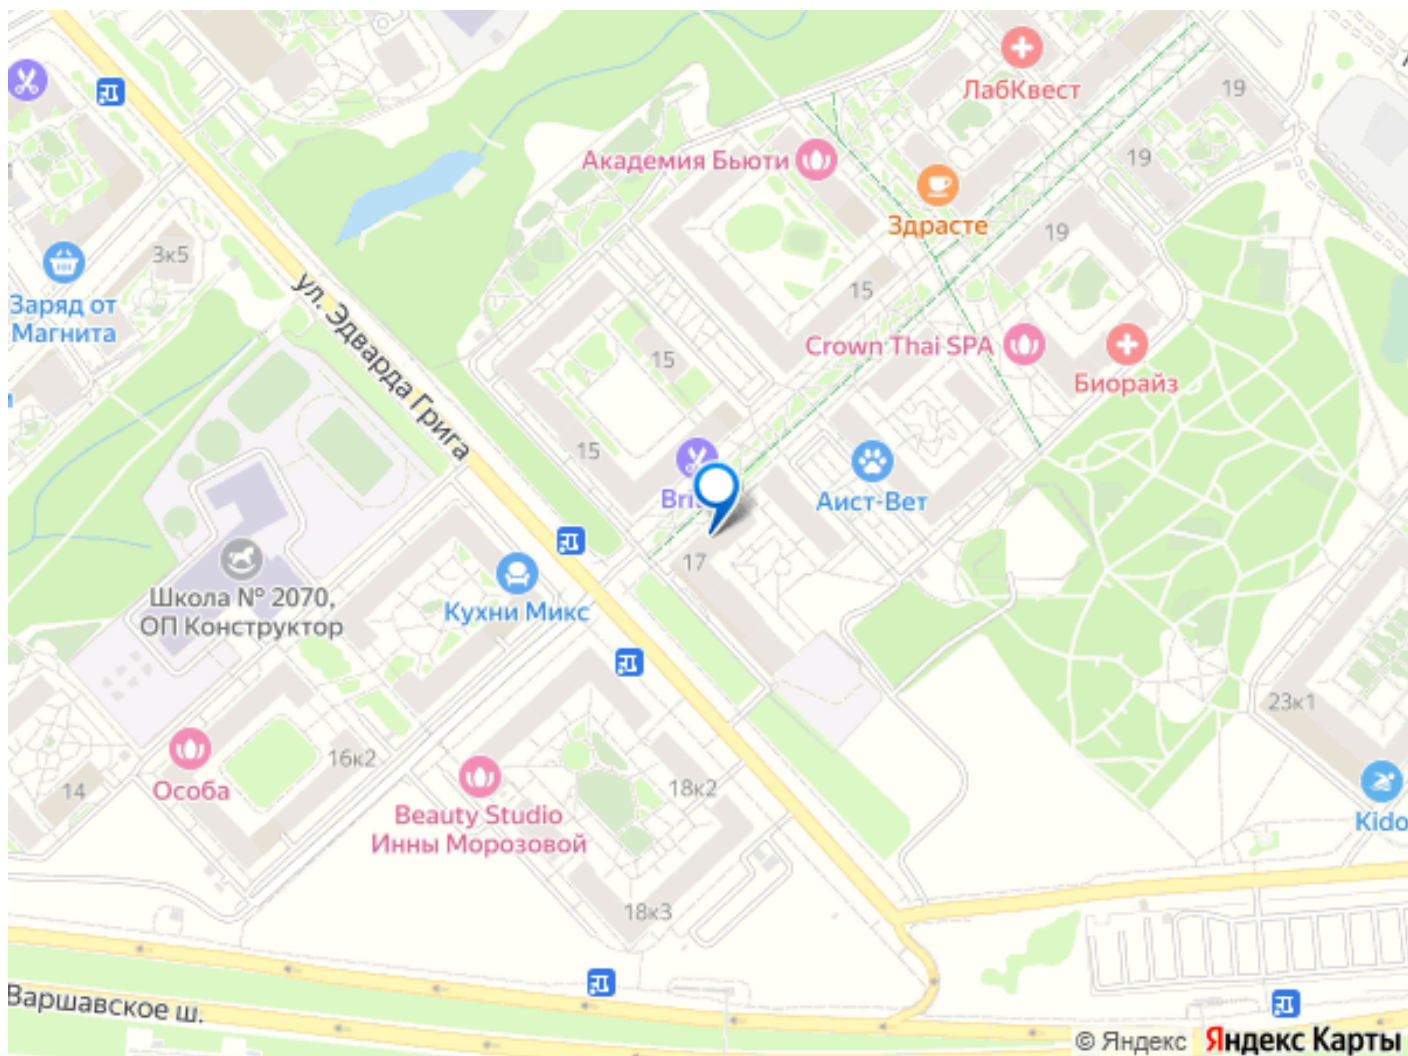 ЛабКвест
19
19
Академия Бьюти
Здрасте
19
3к5
15
Заряд от
Магнита
ул. Эдварда Грига
15
Crown Thai SPA
Биорайз
15
Аист-Вет
17
Школа № 2070,
ОП Конструктор
Кухни Микс
23к1
16к2
14
Особа
18к2
Beauty Studio
Инны Морозовой
Kido
18к3
Варшавское ш.
© Яндекс Яндекс Карты